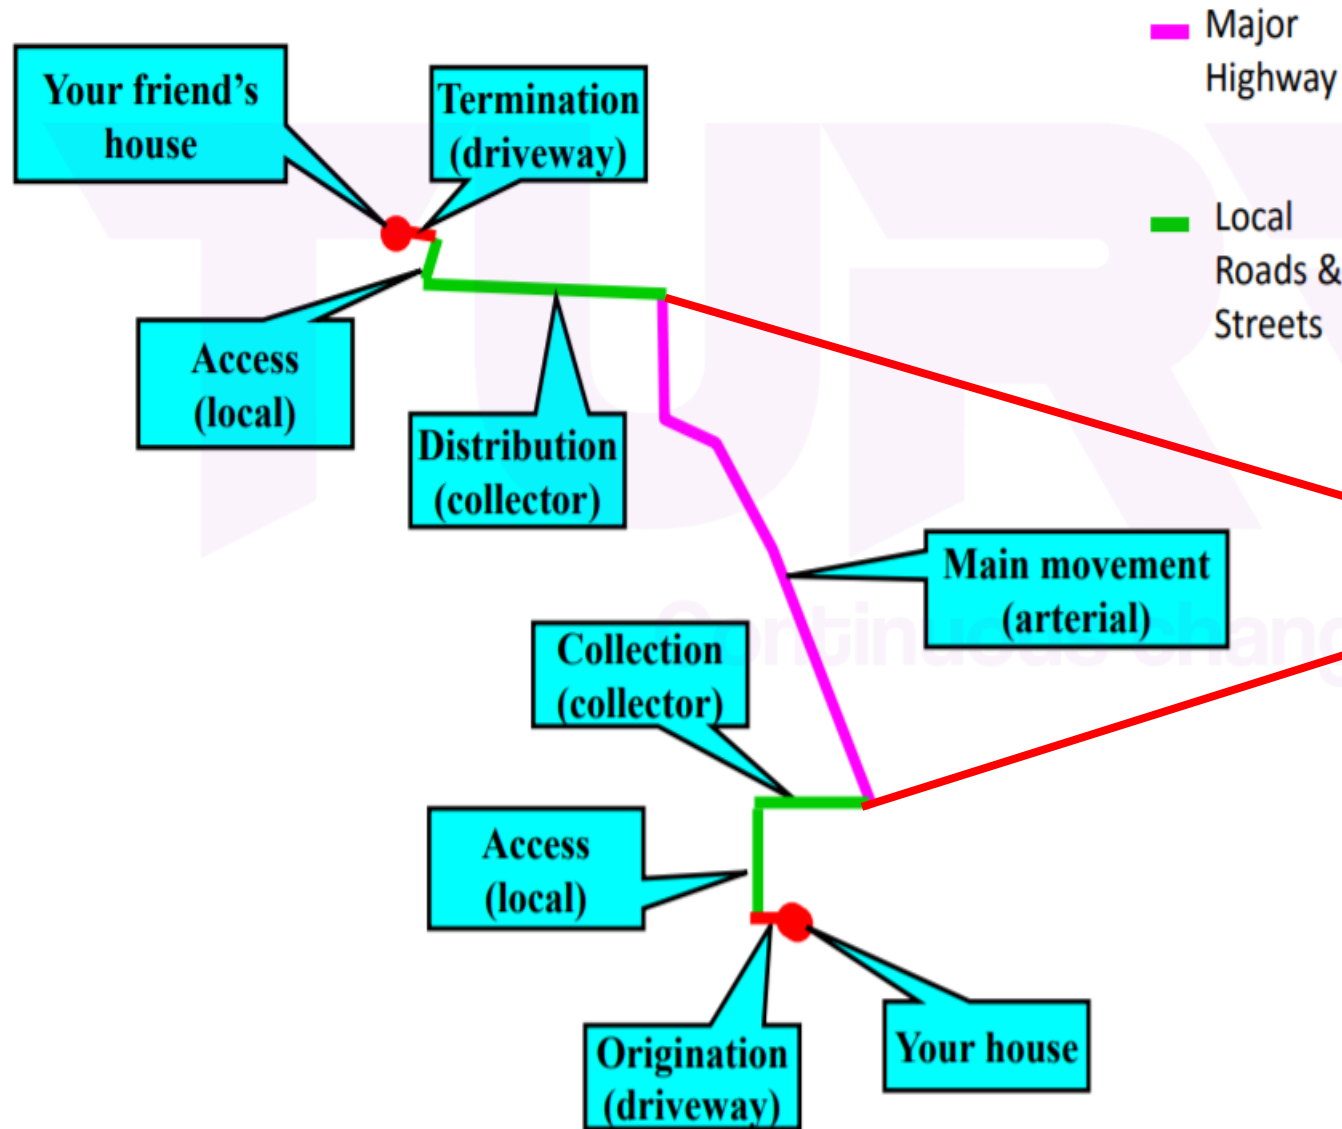 Major
Highway
Your friend's
house
Termination
(driveway)
Local
Roads &
Streets
Access
(local)
Distribution
(collector)
Main movement
(arterial)
Collection
(collector)
Access
(local)
Origination
(driveway)
Your house